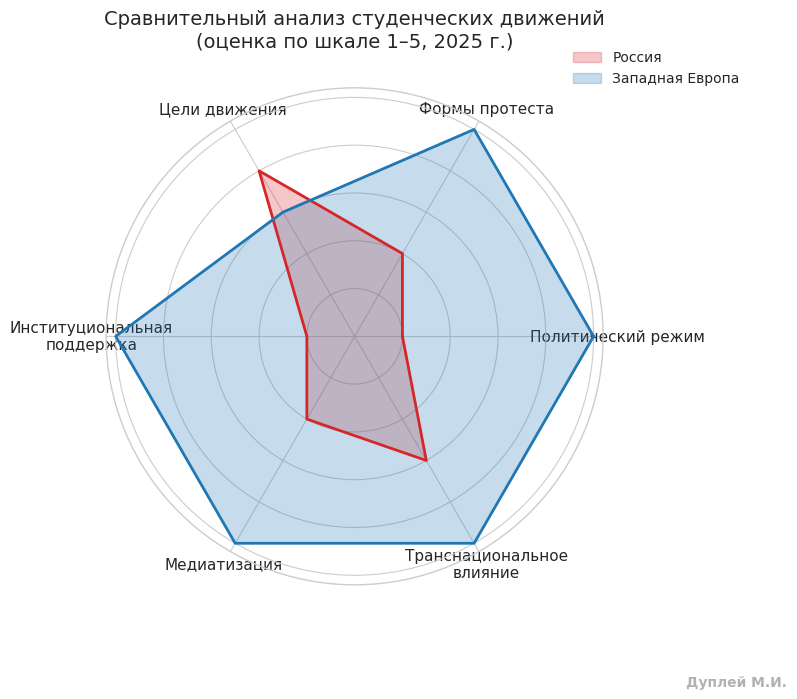 Сравнительный анализ студенческих движений
(оценка по шкале 1–5, 2025 г.)
Россия
Западная Европа
Цели движения
Формы протеста
Институциональная
поддержка
Политический режим
Медиатизация
Транснациональное
влияние
Дуплей М.И.